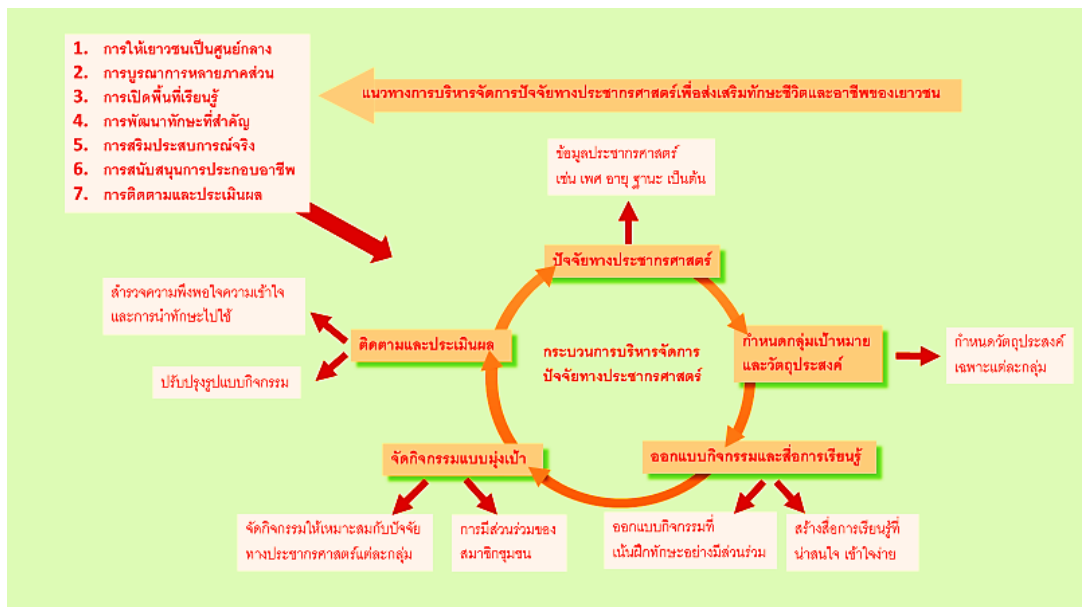 1. การให้เยาวชนเป็นศูนย์กลาง
2. การบูรณาการหลายภาคส่วน
3. การเปิดพื้นที่เรียนรู้
4. การพัฒนาทักษะที่สำคัญ
5. การสริมประสบการณ์จริง
6. การสนับสนุนการประกอบอาชีพ
7. การติดตามและประเมินผล
แนวทางการบริหารจัดการปัจจัยทางประชากรศาสตร์เพื่อส่งเสริมทักษะชีวิตและอาชีพของเยาวชน
ข้อมูลประชากรศาสตร์
เช่น เพศ อายุ ฐานะ เป็นต้น
ปัจจัยทางประชากรศาสตร์
สำรวจความพึงพอใจความเข้าใจ
และการนำทักษะไปใช้
ติดตามและประเมินผล
ปรับปรุงรูปแบบกิจกรรม
กระบวนการบริหารจัดการ
ปัจจัยทางประชากรศาสตร์
กำหนดกลุ่มเป้าหมาย
และวัตถุประสงค์
กำหนดวัตถุประสงค์
เฉพาะแต่ละกลุ่ม
จัดกิจกรรมแบบมุ่งเป้า
ออกแบบกิจกรรมและสื่อการเรียนรู้
จัดกิจกรรมให้เหมาะสมกับปัจจัย
ทางประชากรศาสตร์แต่ละกลุ่ม
การมีส่วนร่วมของ
สมาชิกชุมชน
ออกแบบกิจกรรมที่
เน้นฝึกทักษะอย่างมีส่วนร่วม
สร้างสื่อการเรียนรู้ที่
น่าสนใจ เข้าใจง่าย